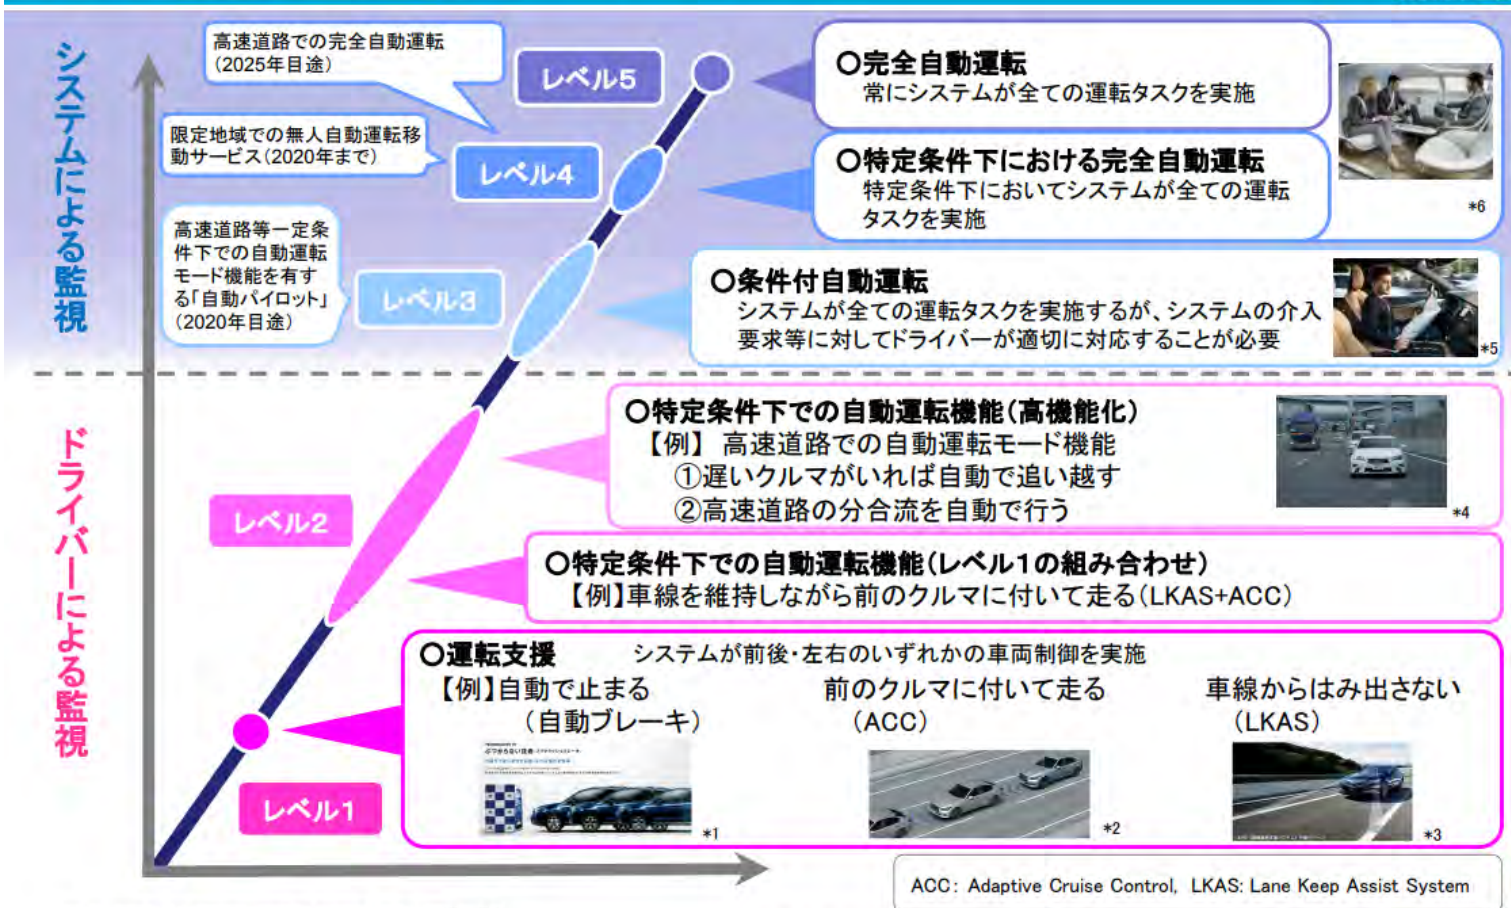 システムによる監視
高速道路での完全自動運転
(2025年目途)
レベル5
〇完全自動運転
常にシステムが全ての運転タスクを実施
限定地域での無人自動運転移
動サービス(2020年まで)
レベル4
〇特定条件下における完全自動運転
特定条件下においてシステムが全ての運転
タスクを実施
*6
高速道路等一定条
件下での自動運転
モード機能を有す
る「自動パイロット」
(2020年目途)
レベル3
〇条件付自動運転
システムが全ての運転タスクを実施するが、システムの介入
要求等に対してドライバーが適切に対応することが必要
*5
ドライバーによる監視
〇特定条件下での自動運転機能(高機能化)
【例】 高速道路での自動運転モード機能
①遅いクルマがいれば自動で追い越す
②高速道路の分合流を自動で行う
*4
レベル2
〇特定条件下での自動運転機能(レベル1の組み合わせ)
【例】車線を維持しながら前のクルマに付いて走る(LKAS+ACC)
〇運転支援 システムが前後・左右のいずれかの車両制御を実施
【例】自動で止まる
(自動ブレーキ)
前のクルマに付いて走る
(ACC)
車線からはみ出さない
(LKAS)
レベル1
*1
*2
*3
ACC: Adaptive Cruise Control, LKAS: Lane Keep Assist System